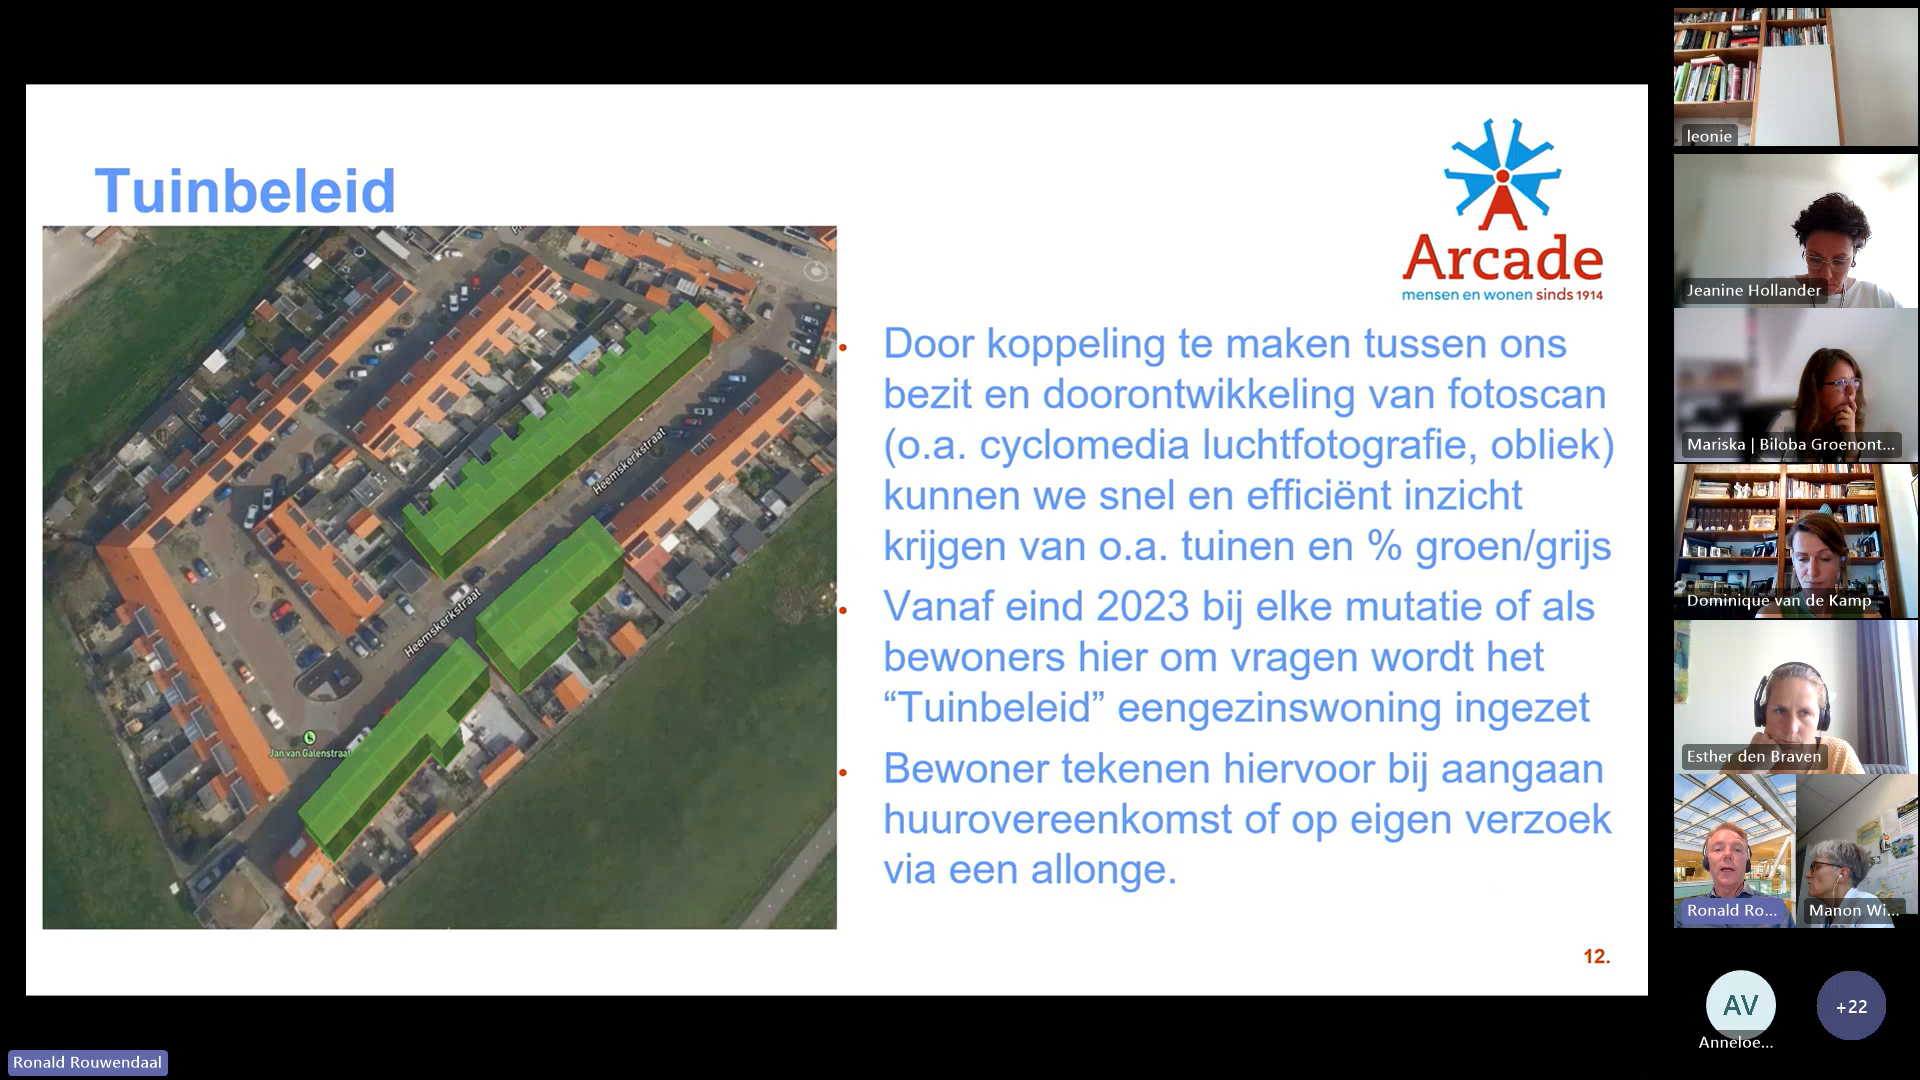 Tuinbeleid
Arcade
mensen en wonen sinds 1914
Door koppeling te maken tussen ons
bezit en doorontwikkeling van fotoscan
(o.a. cyclomedia luchtfotografie, obliek)
kunnen we snel en efficiënt inzicht
krijgen van o.a. tuinen en % groen/grijs
Vanaf eind 2023 bij elke mutatie of als
bewoners hier om vragen wordt het
“Tuinbeleid” eengezinswoning ingezet
Bewoner tekenen hiervoor bij aangaan
huurovereenkomst of op eigen verzoek
via een allonge.
12.
Heemskerkstraat
Heemskerkstraat
Jan van Galenstraat
leonie
Jeanine Hollander
Mariska | Biloba Groenont...
Dominique van de Kamp
Esther den Braven
Ronald Ro...
Manon Wi...
AV
Anneloe...
+22
Ronald Rouwendaal